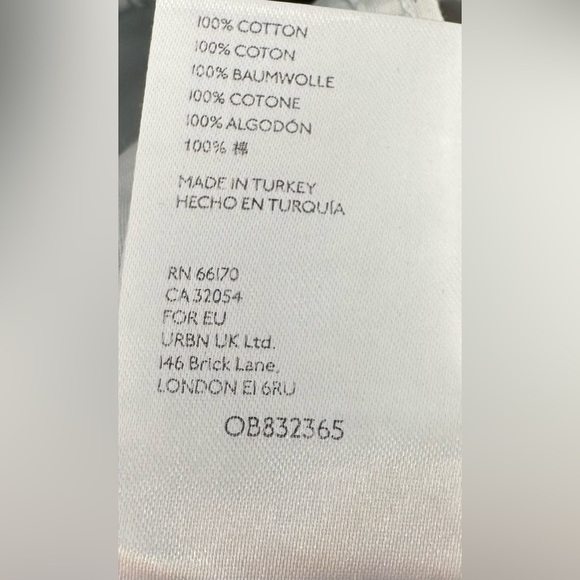 100% COTTON
100% COTON
100% BAUMWOLLE
100% COTONE
100% ALGODÓN
100% 棉
MADE IN TURKEY
HECHO EN TURQUÍA
RN 66170
CA 32054
FOR EU
URBN UK Ltd.
146 Brick Lane,
LONDON E1 6RU
OB832365